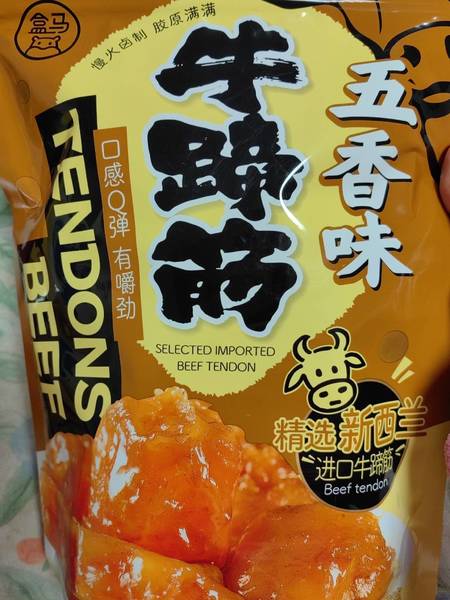 盒马
慢火卤制 胶原满满
牛蹄筋
五香味
口感Q弹 有嚼劲
TENDONS
BEEF
SELECTED IMPORTED
BEEF TENDON
精选新西兰
进口牛蹄筋
Beef tendon